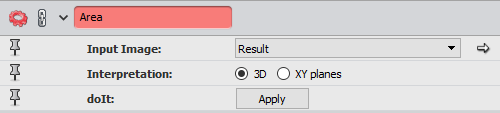 Area
Input Image: Result
Interpretation: 3D XY planes
doIt: Apply